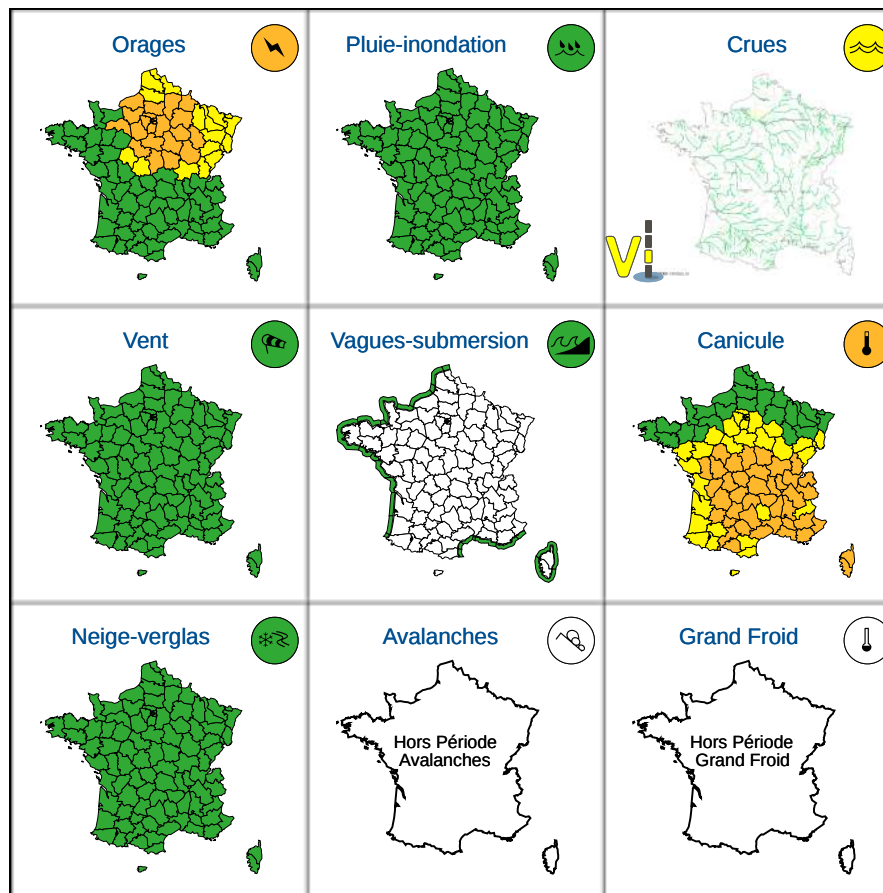 Orages
Pluie-inondation
Crues
Vi
Vent
Vagues-submersion
Canicule
Neige-verglas
Avalanches
Grand Froid
Hors Période
Avalanches
Hors Période
Grand Froid